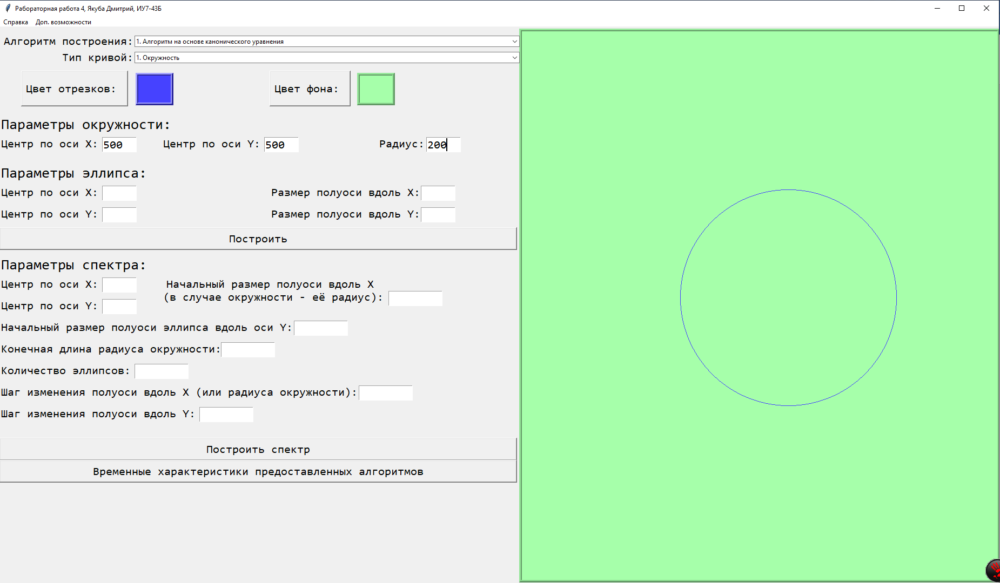 Рабораторная работа 4, Якуба Дмитрий, ИУ7-43Б
Справка Доп. возможности
Алгоритм построения: 1. Алгоритм на основе канонического уравнения
Тип кривой: 1. Окружность
Цвет отрезков: Цвет фона:
Параметры окружности:
Центр по оси X: 500 Центр по оси Y: 500 Радиус: 200
Параметры эллипса:
Центр по оси X: Размер полуоси вдоль X:
Центр по оси Y: Размер полуоси вдоль Y:
Построить
Параметры спектра:
Центр по оси X: Начальный размер полуоси вдоль X
(в случае окружности - её радиус):
Центр по оси Y:
Начальный размер полуоси эллипса вдоль оси Y:
Конечная длина радиуса окружности:
Количество эллипсов:
Шаг изменения полуоси вдоль X (или радиуса окружности):
Шаг изменения полуоси вдоль Y:
Построить спектр
Временные характеристики предоставленных алгоритмов